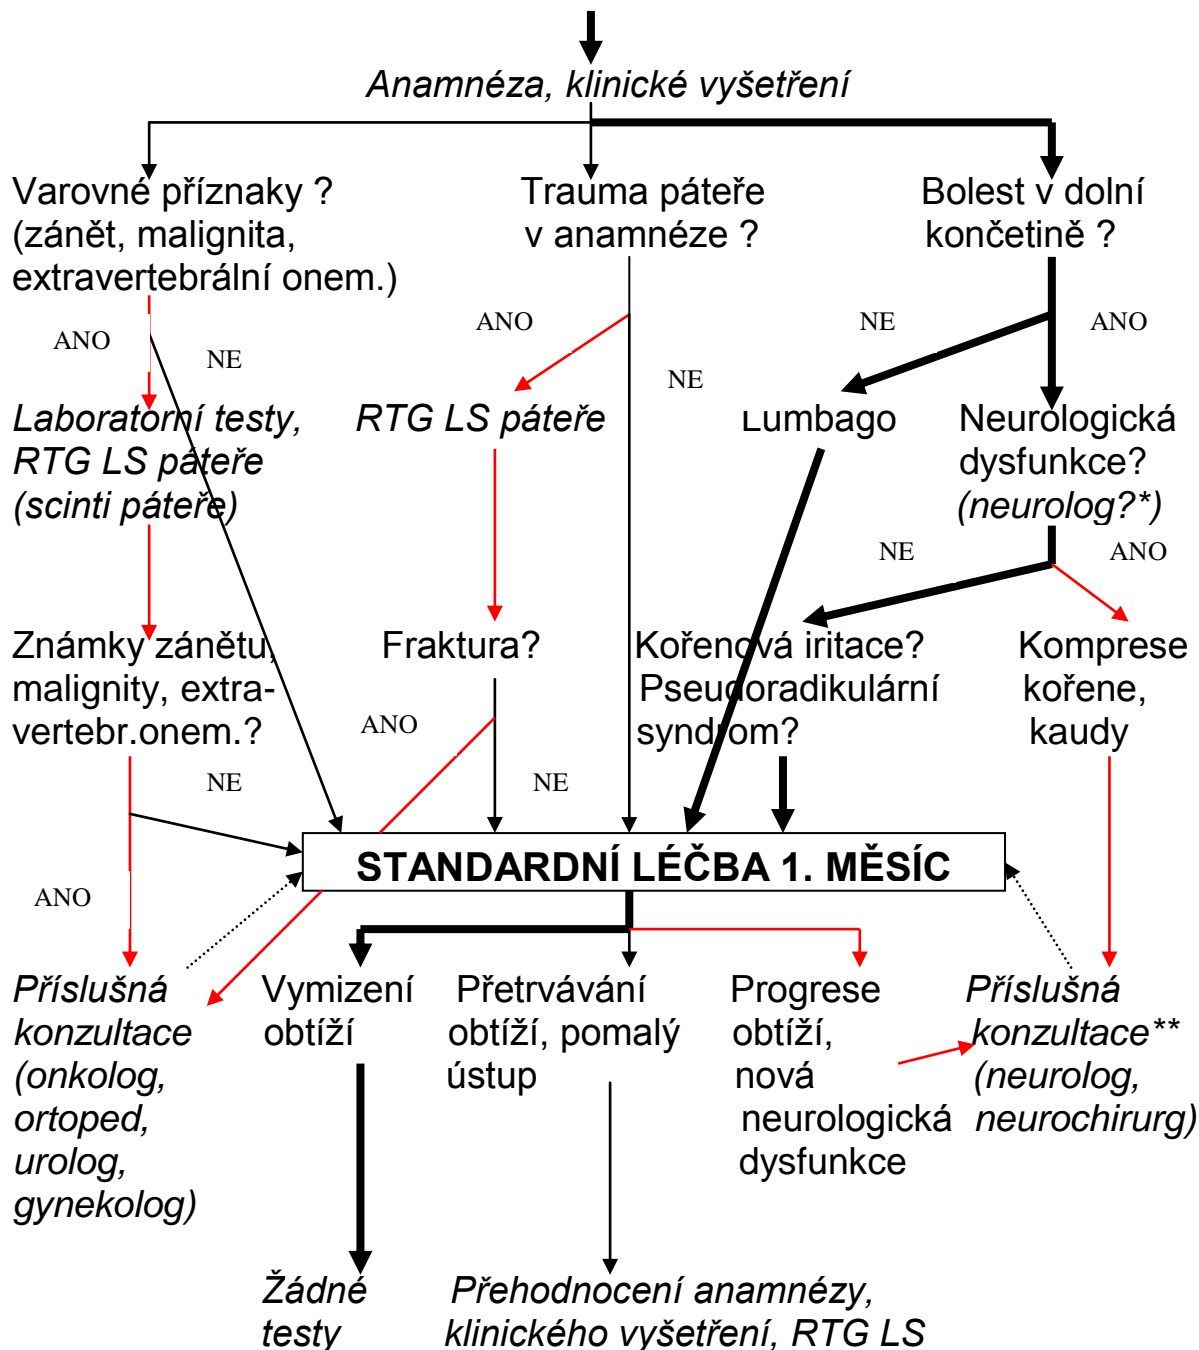 Anamnéza, klinické vyšetření
Varovné příznaky ?
(zánět, malignita,
extravertebrální onem.)
Trauma páteře
v anamnéze ?
Bolest v dolní
končetině ?
ANO
NE
ANO
NE
NE
ANO
Laboratorní testy,
RTG LS páteře
(scinti páteře)
RTG LS páteře
Lumbago
Neurologická
dysfunkce?
(neurolog?*)
NE
ANO
Známky zánětu,
malignity, extra-
vertebr.onem.?
Fraktura?
Kořenová iritace?
Pseudoradikulární
syndrom?
Komprese
kořene,
kaudy
NE
ANO
NE
STANDARDNÍ LÉČBA 1. MĚSÍC
ANO
Příslušná
konzultace
(onkolog,
ortoped,
urolog,
gynekolog)
Vymizení
obtíží
Přetrvávání
obtíží, pomalý
ústup
Progrese
obtíží,
nová
neurologická
dysfunkce
Příslušná
konzultace**
(neurolog,
neurochirurg)
Žádné
testy
Přehodnocení anamnézy,
klinického vyšetření, RTG LS